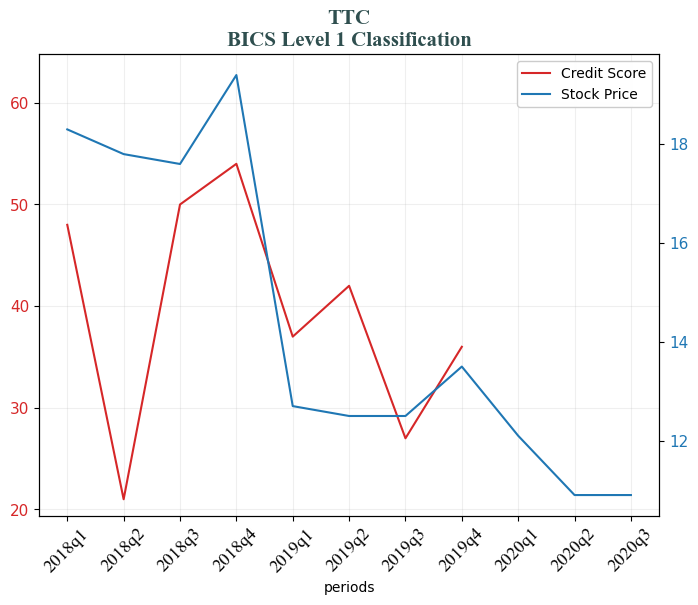 TTC
BICS Level 1 Classification
Credit Score
Stock Price
60
50
40
30
20
18
16
14
12
2018q1
2018q2
2018q3
2018q4
2019q1
2019q2
2019q3
2019q4
2020q1
2020q2
2020q3
periods